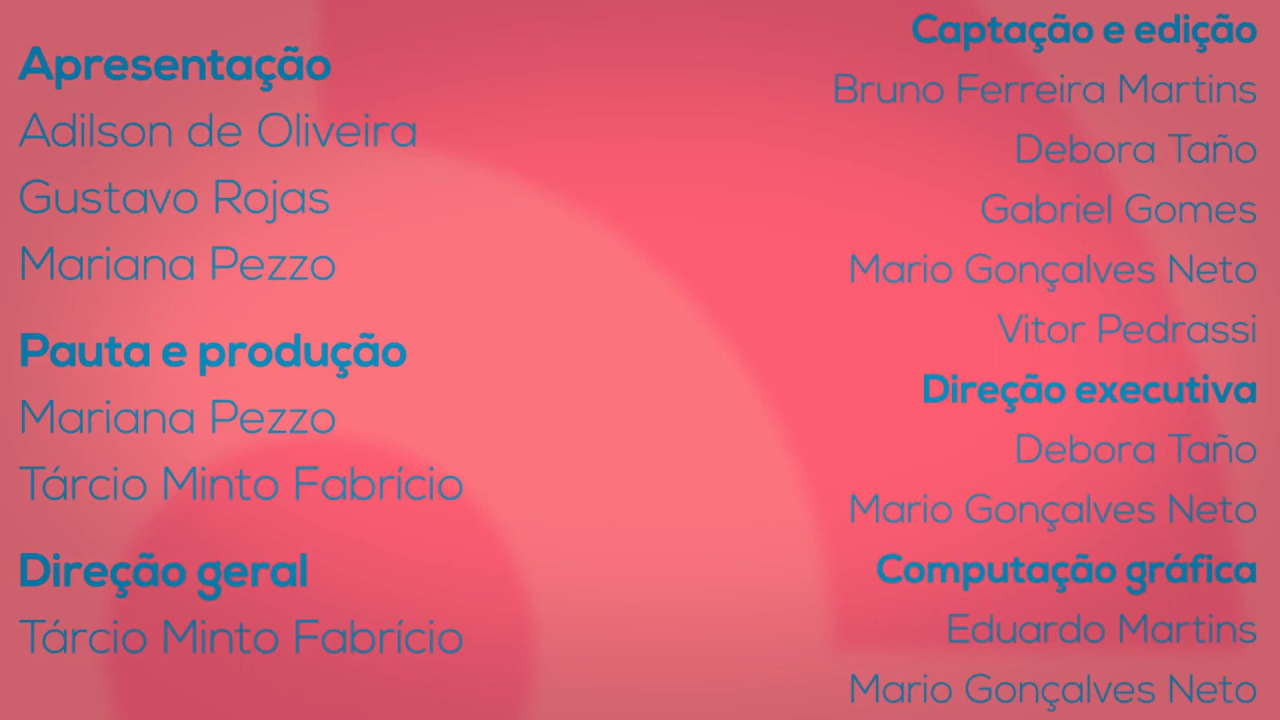 Apresentação
Adilson de Oliveira
Gustavo Rojas
Mariana Pezzo
Pauta e produção
Mariana Pezzo
Tárcio Minto Fabrício
Direção geral
Tárcio Minto Fabrício
Captação e edição
Bruno Ferreira Martins
Debora Taño
Gabriel Gomes
Mario Gonçalves Neto
Vitor Pedrassi
Direção executiva
Debora Taño
Mario Gonçalves Neto
Computação gráfica
Eduardo Martins
Mario Gonçalves Neto